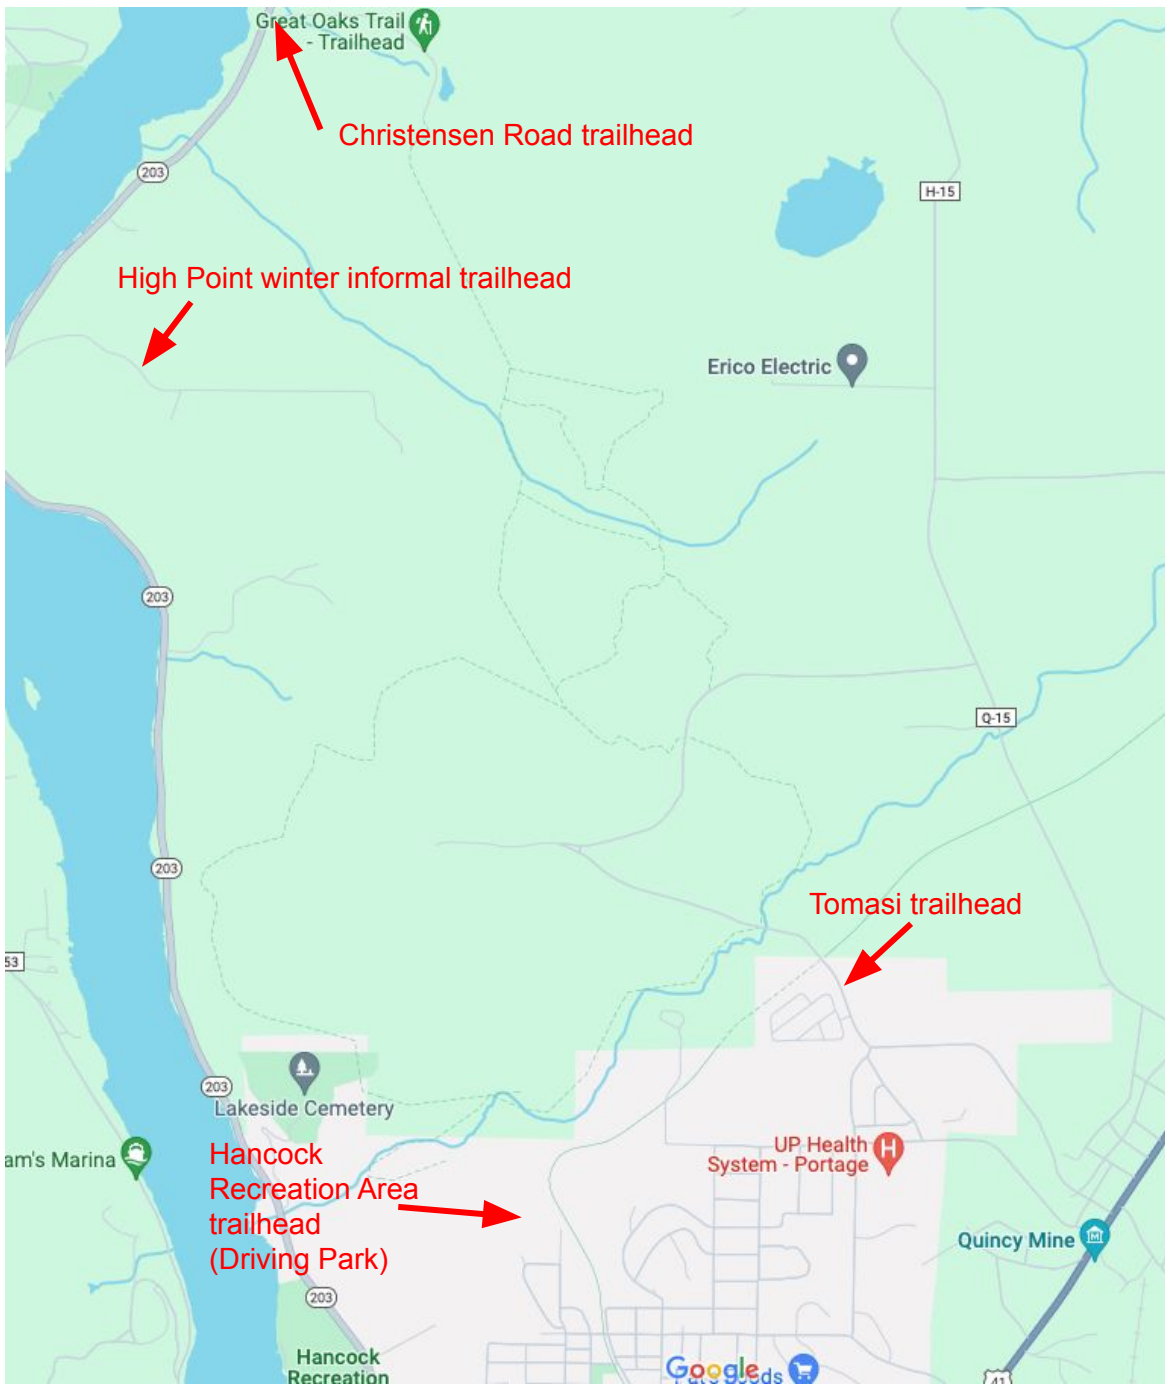 Great Oaks Trail
- Trailhead
Christensen Road trailhead
203
H-15
High Point winter informal trailhead
Erico Electric
203
Q-15
203
Tomasi trailhead
53
203
Lakeside Cemetery
am's Marina
Hancock
Recreation Area
trailhead
(Driving Park)
UP Health
System - Portage
H
Quincy Mine
M
203
Hancock
Recreation
Google
ds
41